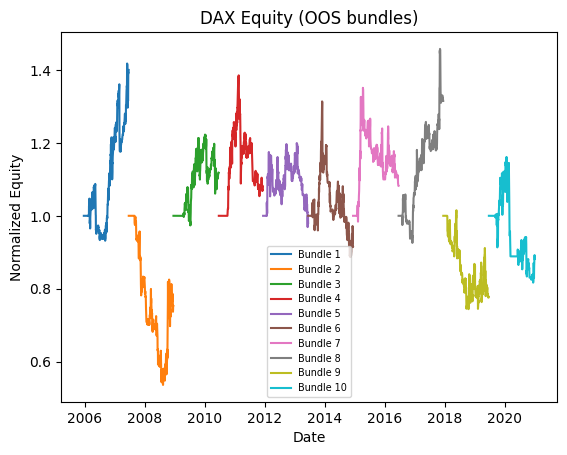 DAX Equity (OOS bundles)
Normalized Equity
1.4
1.2
1.0
0.8
0.6
Bundle 1
Bundle 2
Bundle 3
Bundle 4
Bundle 5
Bundle 6
Bundle 7
Bundle 8
Bundle 9
Bundle 10
2006 2008 2010 2012 2014 2016 2018 2020
Date